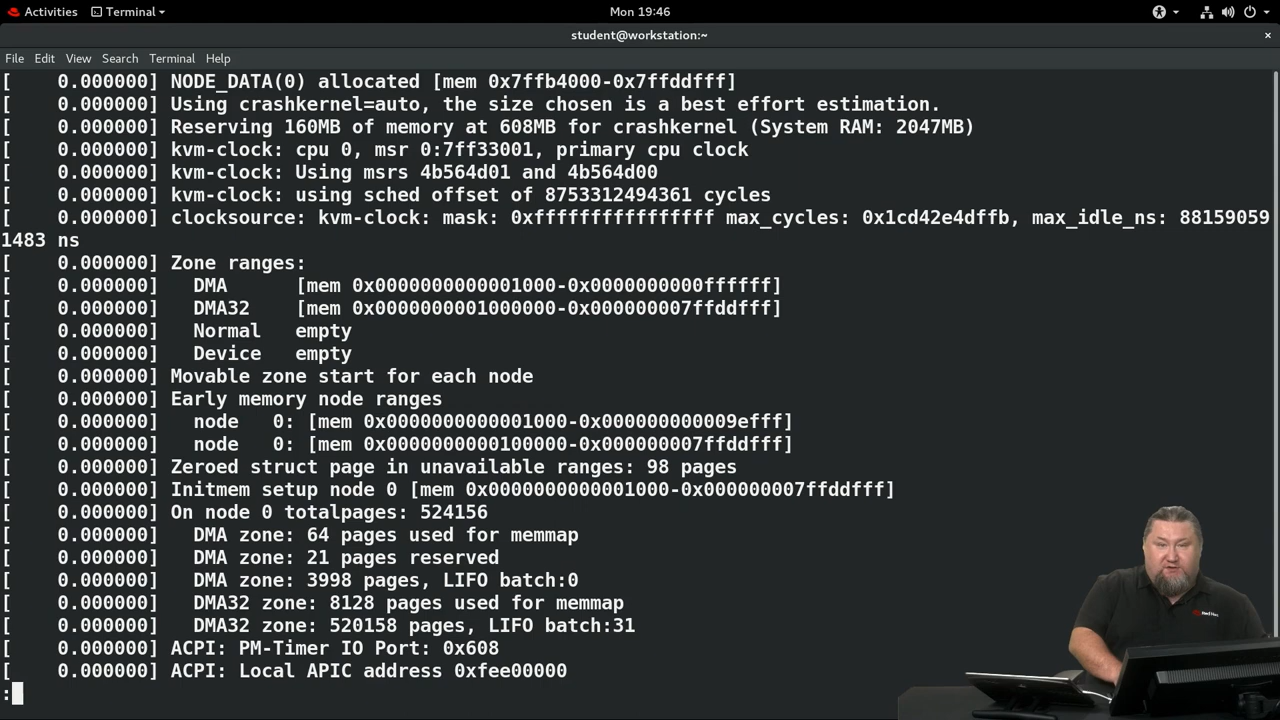 Activities Terminal Mon 19:46
student@workstation:~ ×
File Edit View Search Terminal Help
[    0.000000] NODE_DATA(0) allocated [mem 0x7ffb4000-0x7ffddfff]
[    0.000000] Using crashkernel=auto, the size chosen is a best effort estimation.
[    0.000000] Reserving 160MB of memory at 608MB for crashkernel (System RAM: 2047MB)
[    0.000000] kvm-clock: cpu 0, msr 0:7ff33001, primary cpu clock
[    0.000000] kvm-clock: Using msrs 4b564d01 and 4b564d00
[    0.000000] kvm-clock: using sched offset of 8753312494361 cycles
[    0.000000] clocksource: kvm-clock: mask: 0xffffffffffffffff max_cycles: 0x1cd42e4dffb, max_idle_ns: 88159059
1483 ns
[    0.000000] Zone ranges:
[    0.000000]   DMA      [mem 0x0000000000001000-0x0000000000ffffff]
[    0.000000]   DMA32    [mem 0x0000000001000000-0x000000007ffddfff]
[    0.000000]   Normal   empty
[    0.000000]   Device   empty
[    0.000000] Movable zone start for each node
[    0.000000] Early memory node ranges
[    0.000000]   node   0: [mem 0x0000000000001000-0x000000000009efff]
[    0.000000]   node   0: [mem 0x0000000000100000-0x000000007ffddfff]
[    0.000000] Zeroed struct page in unavailable ranges: 98 pages
[    0.000000] Initmem setup node 0 [mem 0x0000000000001000-0x000000007ffddfff]
[    0.000000] On node 0 totalpages: 524156
[    0.000000]   DMA zone: 64 pages used for memmap
[    0.000000]   DMA zone: 21 pages reserved
[    0.000000]   DMA zone: 3998 pages, LIFO batch:0
[    0.000000]   DMA32 zone: 8128 pages used for memmap
[    0.000000]   DMA32 zone: 520158 pages, LIFO batch:31
[    0.000000] ACPI: PM-Timer IO Port: 0x608
[    0.000000] ACPI: Local APIC address 0xfee00000
:
Red Hat